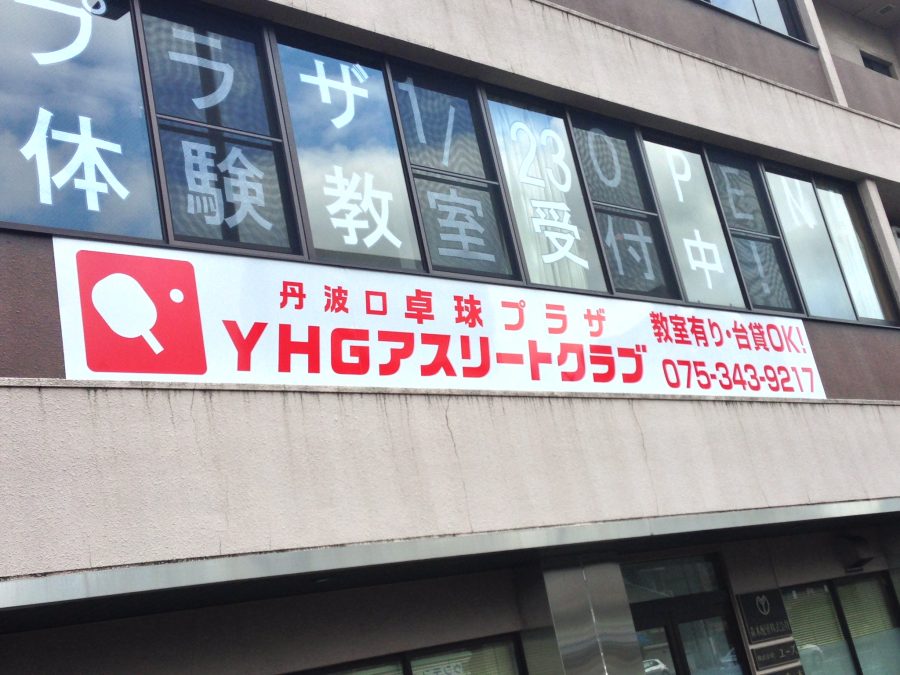 プラザ1/23OPEN
体験教室受付中!
丹波口卓球プラザ
YHGアスリートクラブ
教室有り・台貸OK!
075-343-9217